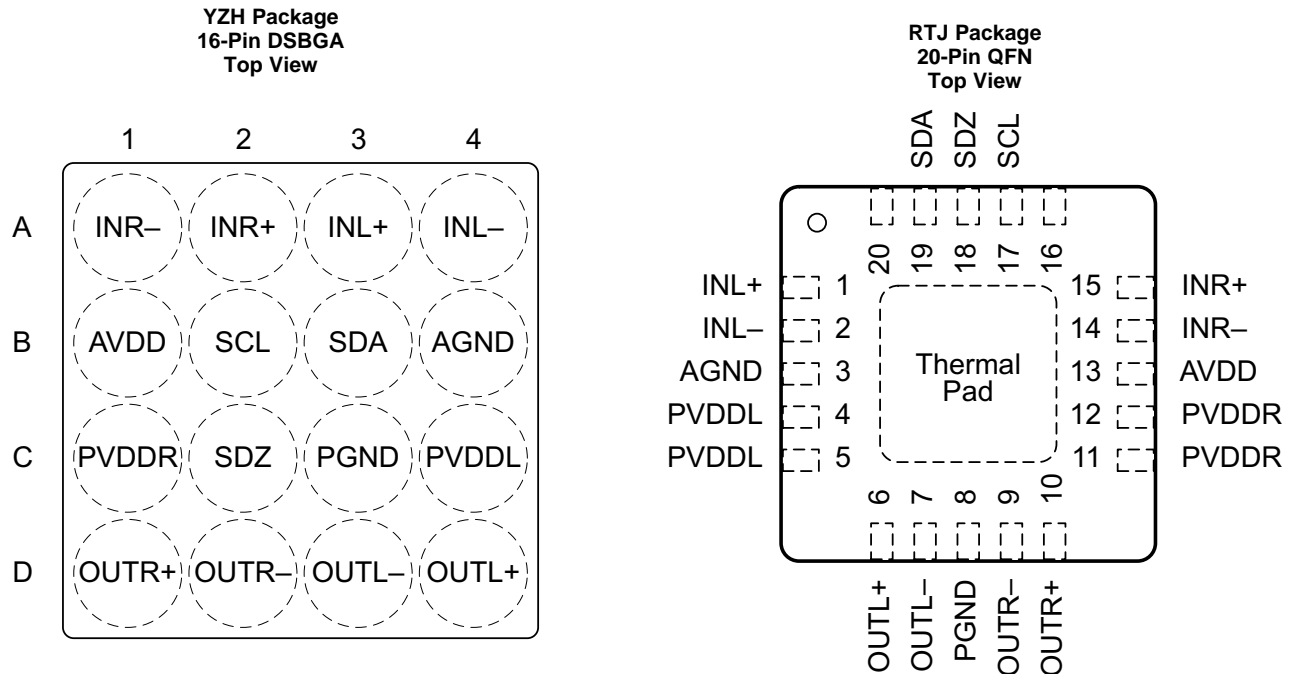 YZH Package
16-Pin DSBGA
Top View
1 2 3 4
A INR– INR+ INL+ INL–
B AVDD SCL SDA AGND
C PVDDR SDZ PGND PVDDL
D OUTR+ OUTR– OUTL– OUTL+
RTJ Package
20-Pin QFN
Top View
SDA SDZ SCL
20 19 18 17 16
INL+ 1 15 INR+
INL– 2 14 INR–
AGND 3 13 AVDD
PVDDL 4 12 PVDDR
PVDDL 5 11 PVDDR
Thermal
Pad
6 7 8 9 10
OUTL+ OUTL– PGND OUTR– OUTR+